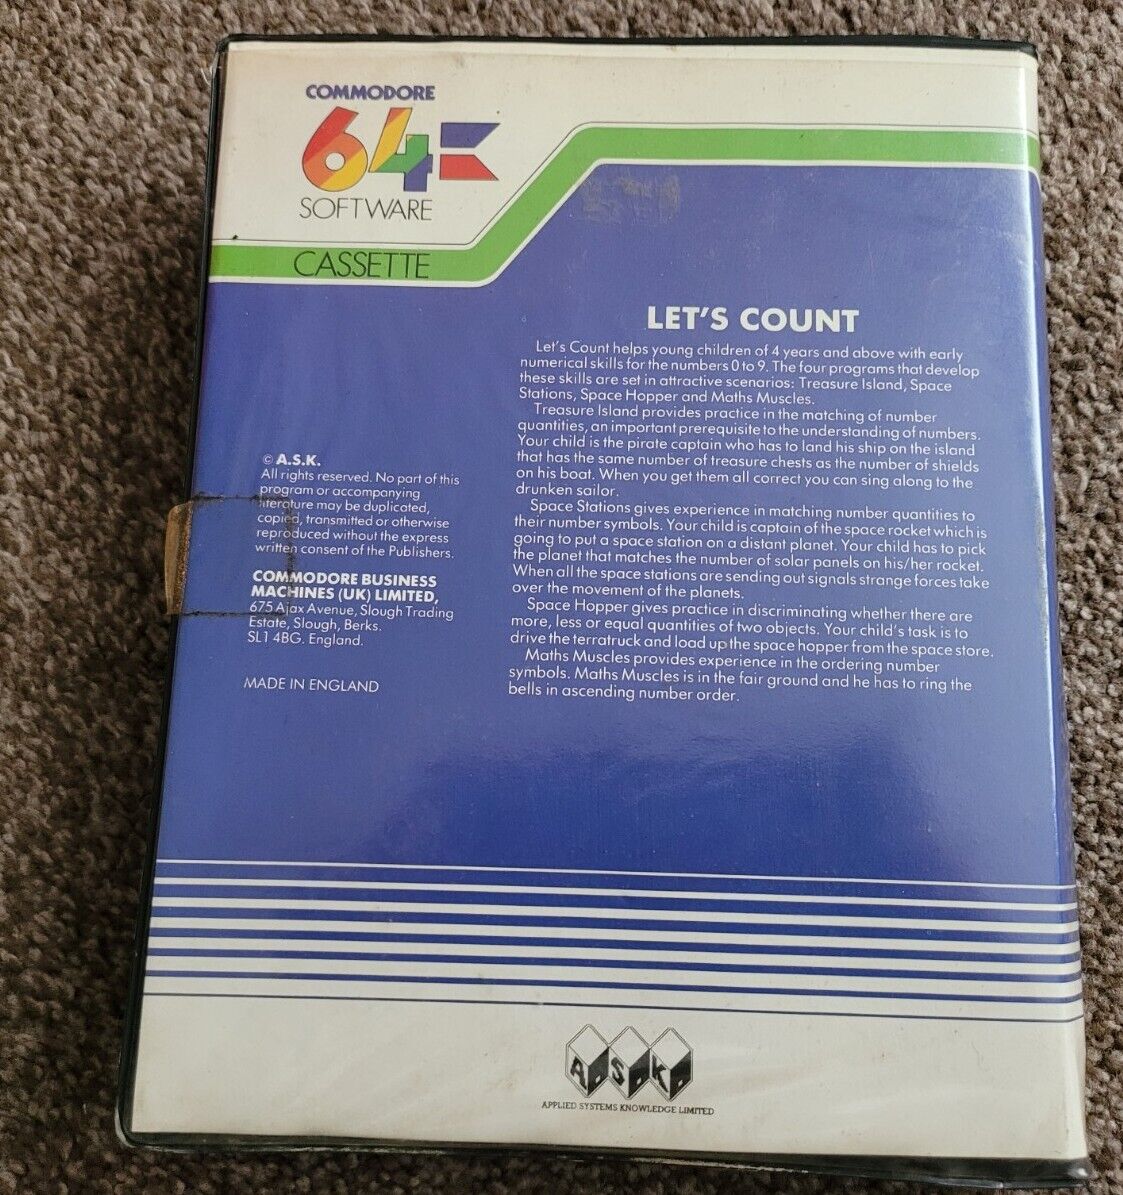 COMMODORE
64
SOFTWARE
CASSETTE
LET'S COUNT
Let's Count helps young children of 4 years and above with early
numerical skills for the numbers 0 to 9. The four programs that develop
these skills are set in attractive scenarios: Treasure Island, Space
Stations, Space Hopper and Maths Muscles.
Treasure Island provides practice in the matching of number
quantities, an important prerequisite to the understanding of numbers.
Your child is the pirate captain who has to land his ship on the island
that has the same number of treasure chests as the number of shields
on his boat. When you get them all correct you can sing along to the
drunken sailor.
Space Stations gives experience in matching number quantities to
their number symbols. Your child is captain of the space rocket which is
going to put a space station on a distant planet. Your child has to pick
the planet that matches the number of solar panels on his/her rocket.
When all the space stations are sending out signals strange forces take
over the movement of the planets.
Space Hopper gives practice in discriminating whether there are
more, less or equal quantities of two objects. Your child's task is to
drive the terratruck and load up the space hopper from the space store.
Maths Muscles provides experience in the ordering number
symbols. Maths Muscles is in the fair ground and he has to ring the
bells in ascending number order.
© A.S.K.
All rights reserved. No part of this
program or accompanying
literature may be duplicated,
copied, transmitted or otherwise
reproduced without the express
written consent of the Publishers.
COMMODORE BUSINESS
MACHINES (UK) LIMITED,
675 Ajax Avenue, Slough Trading
Estate, Slough, Berks.
SL1 4BG. England.
MADE IN ENGLAND
A.S.K.
APPLIED SYSTEMS KNOWLEDGE LIMITED